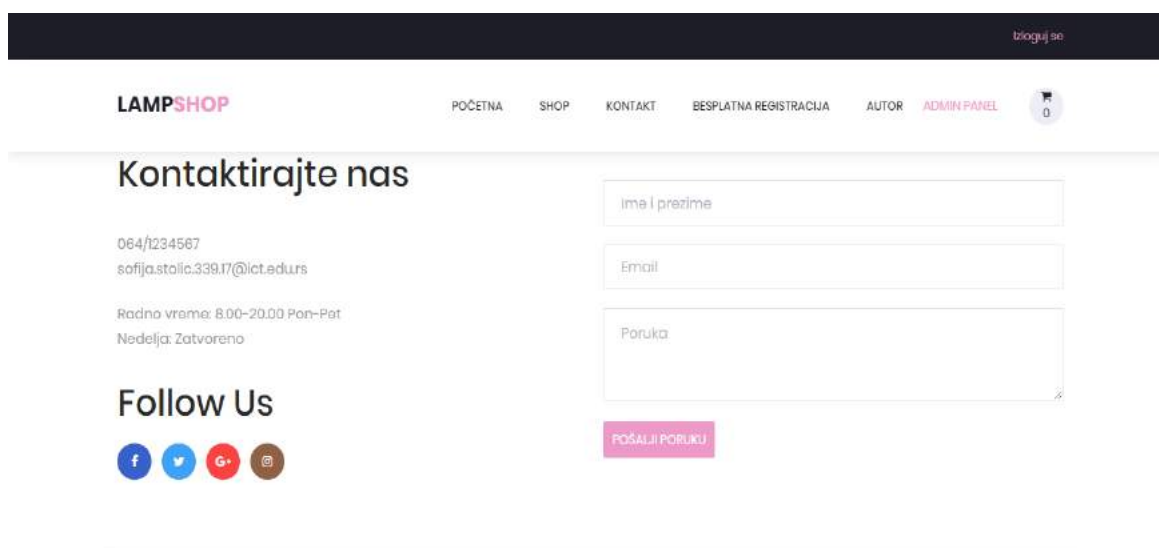 Izloguj se
LAMPSHOP
POČETNA SHOP KONTAKT BESPLATNA REGISTRACIJA AUTOR ADMIN PANEL 0
Kontaktirajte nas
064/1234567
sofija.stolic.339.17@ict.edu.rs
Radno vreme: 8.00-20.00 Pon-Pet
Nedelja: Zatvoreno
Follow Us
f G+
Ime i prezime
Email
Poruka
POŠALJI PORUKU